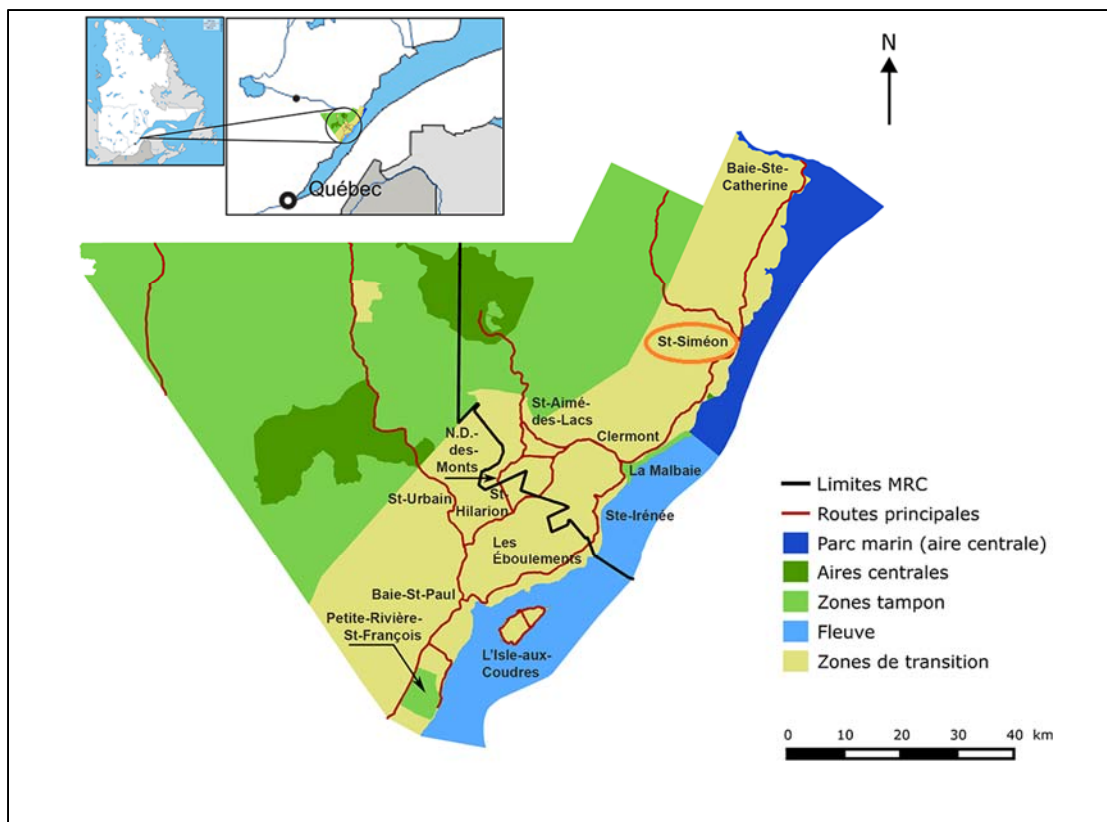 Québec
N
Baie-Ste-
Catherine
St-Siméon
St-Aimé-
des-Lacs
N.D.-
des-
Monts
Clermont
La Malbaie
St-Urbain
St-
Hilarion
Ste-Irénée
Les
Éboulements
Baie-St-Paul
Petite-Rivière-
St-François
L'Isle-aux-
Coudres
Limites MRC
Routes principales
Parc marin (aire centrale)
Aires centrales
Zones tampon
Fleuve
Zones de transition
0 10 20 30 40 km